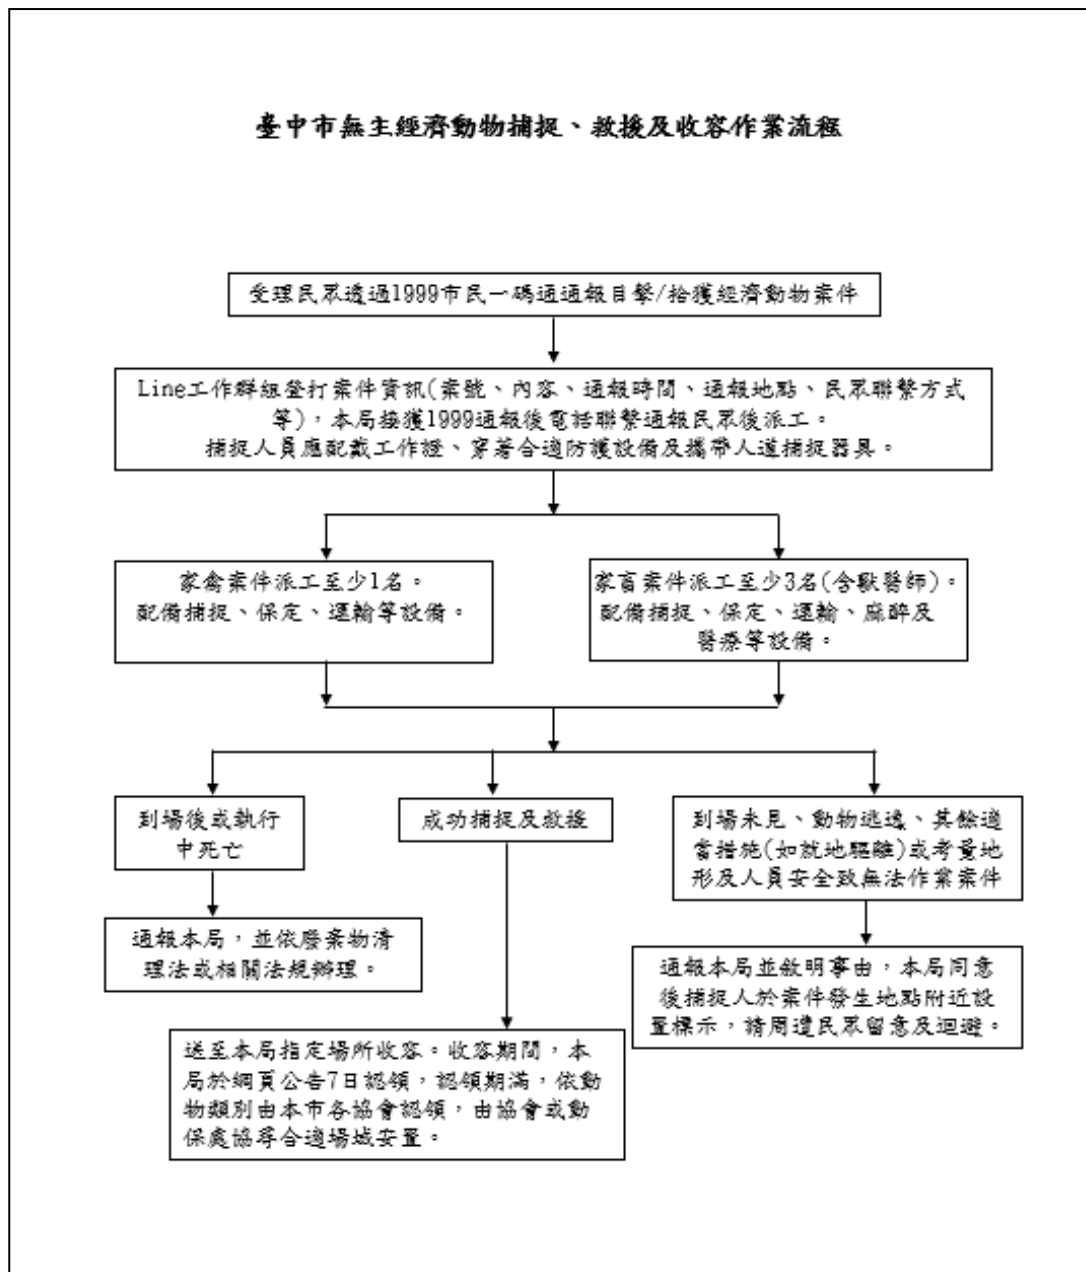 臺中市無主經濟動物捕捉、救援及收容作業流程
受理民眾透過1999市民一碼通通報目擊/拾獲經濟動物案件
Line工作群組登打案件資訊(案號、內容、通報時間、通報地點、民眾聯繫方式
等)，本局接獲1999通報後電話聯繫通報民眾後派工。
捕捉人員應配戴工作證、穿著合適防護設備及攜帶人道捕捉器具。
家禽案件派工至少1名。
配備捕捉、保定、運輸等設備。
家畜案件派工至少3名(含獸醫師)。
配備捕捉、保定、運輸、麻醉及
醫療等設備。
到場後或執行
中死亡
成功捕捉及救援
到場未見、動物逃逸、其餘適
當措施(如就地驅離)或考量地
形及人員安全致無法作業案件
通報本局，並依廢棄物清
理法或相關法規辦理。
通報本局並敘明事由，本局同意
後捕捉人於案件發生地點附近設
置標示，請周遭民眾留意及迴避。
送至本局指定場所收容。收容期間，本
局於網頁公告7日認領，認領期滿，依動
物類別由本市各協會認領，由協會或動
保處協尋合適場域安置。